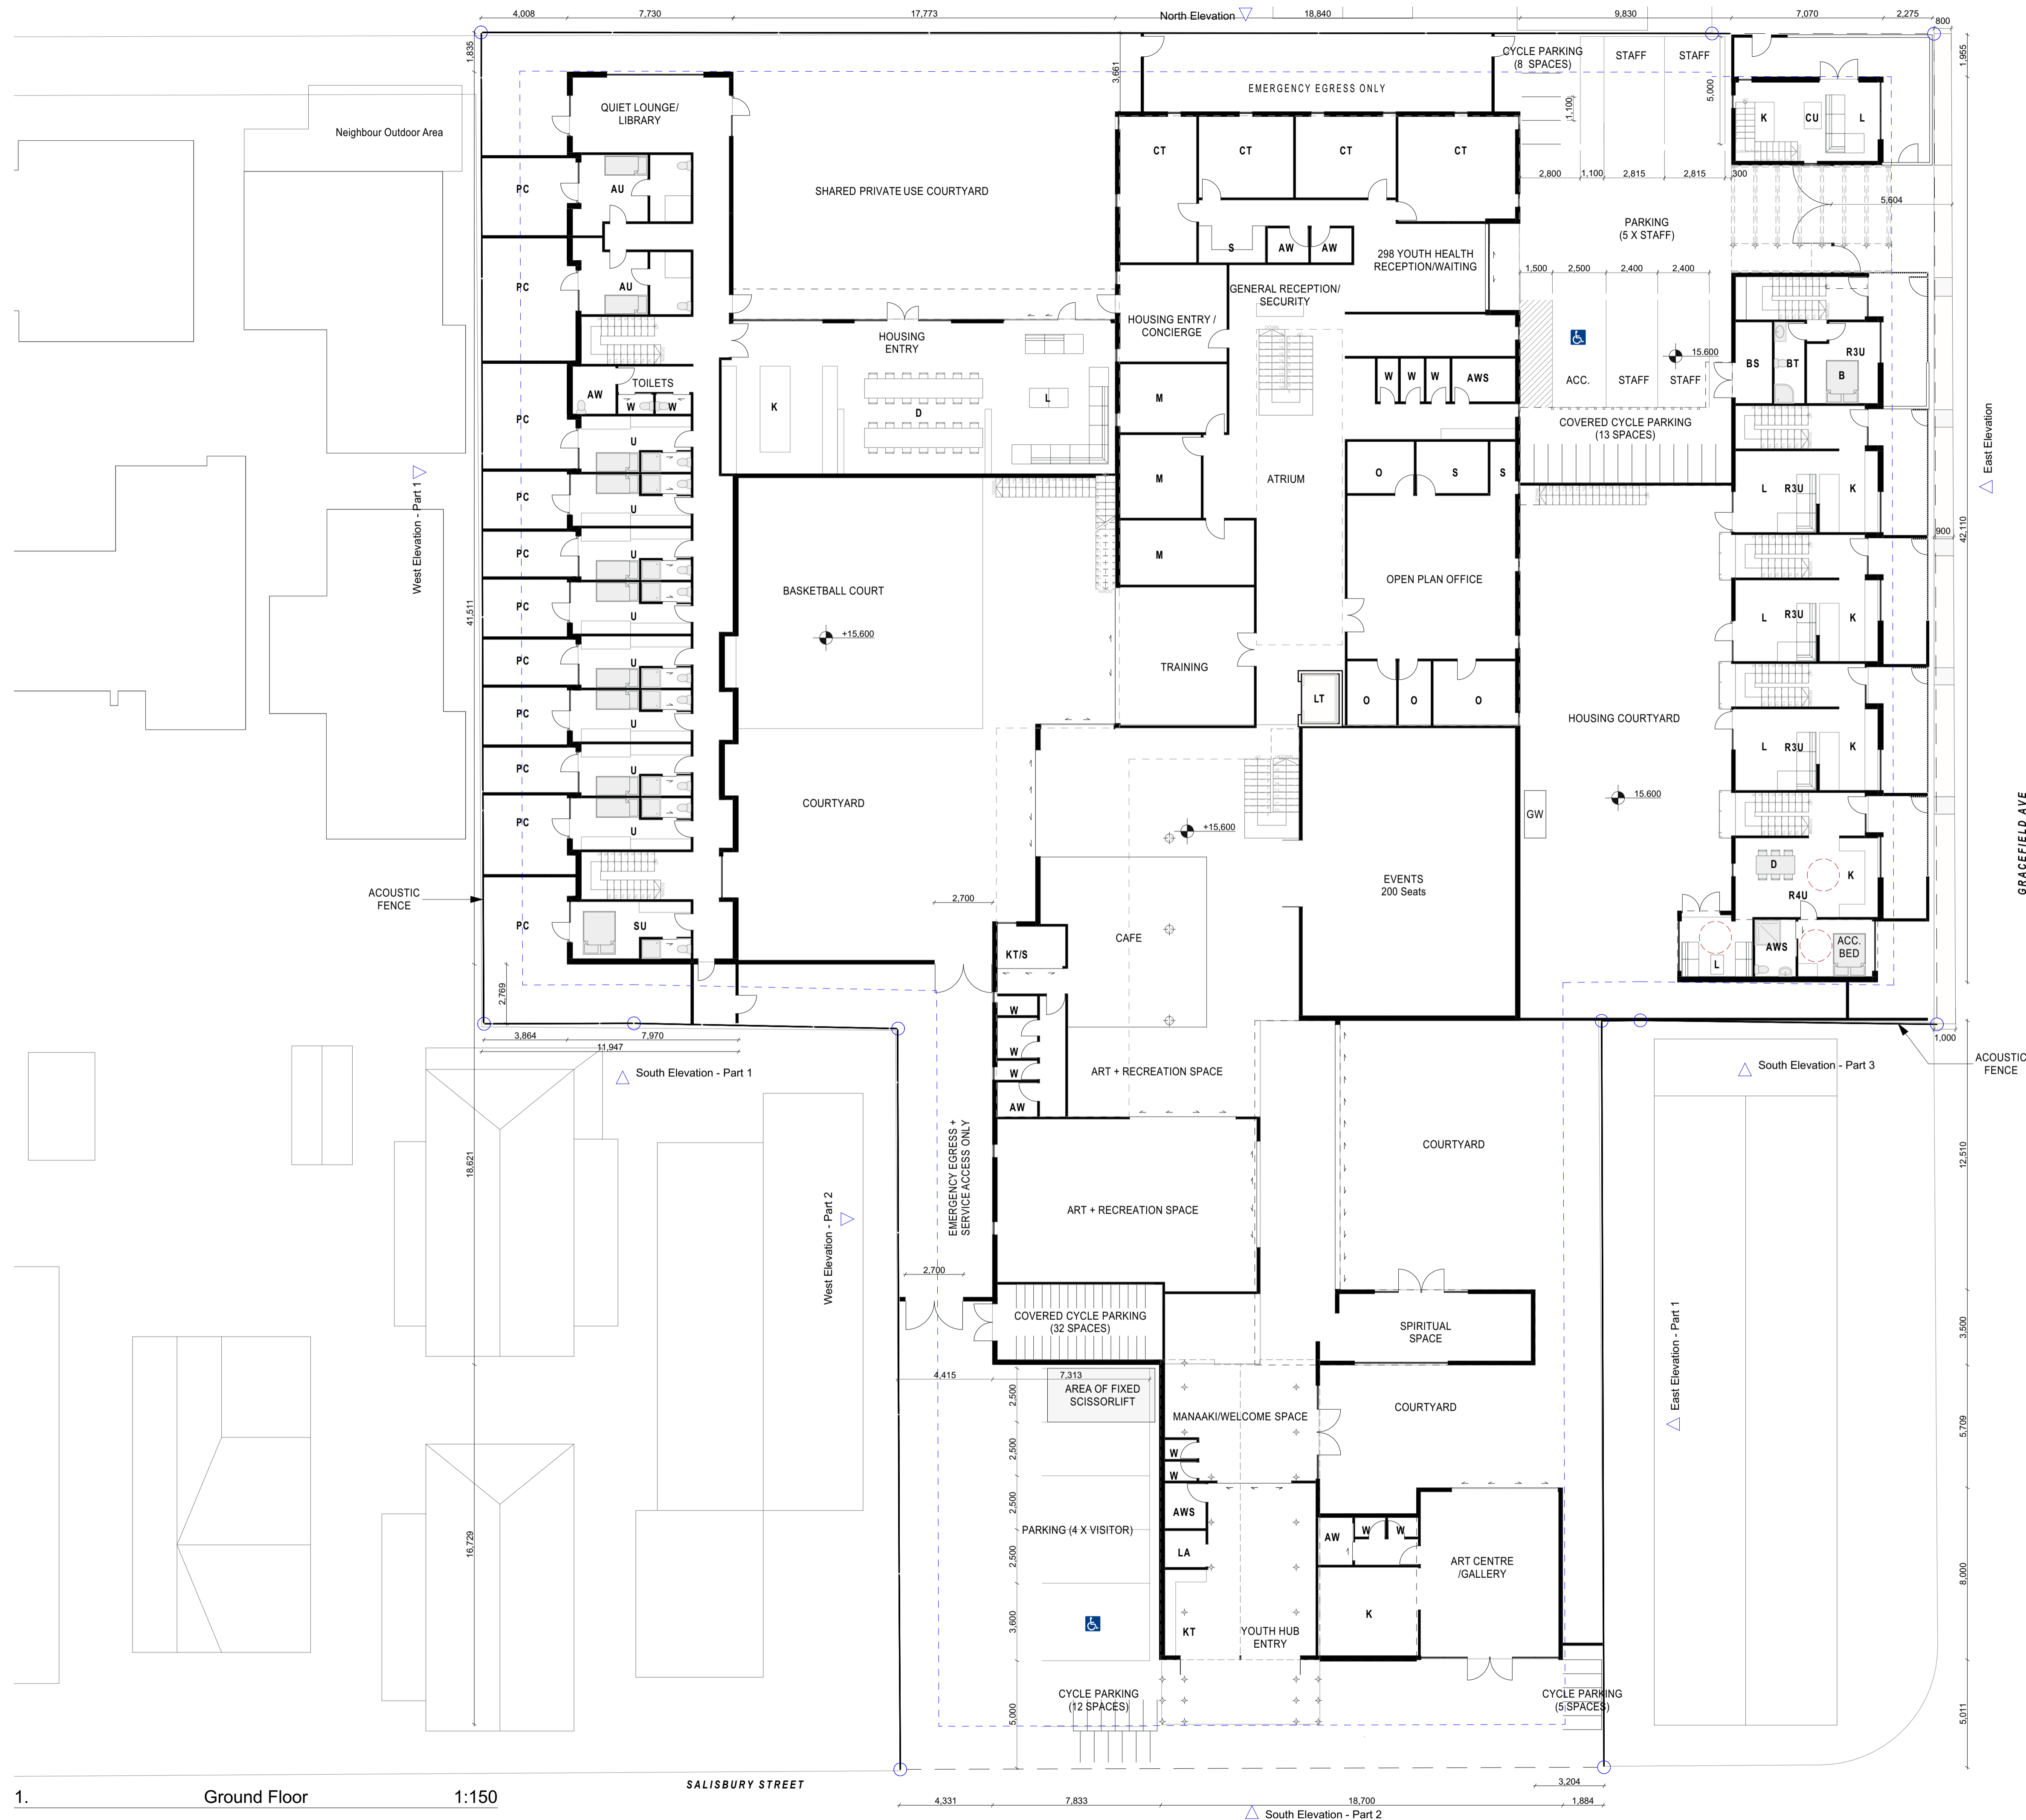 4,008
7,730
17,773
North Elevation
18,840
9,830
7,070
2,275
800
1,835
3,661
CYCLE PARKING
(8 SPACES)
STAFF
STAFF
1,955
5,000
EMERGENCY EGRESS ONLY
1,100
QUIET LOUNGE/
LIBRARY
Neighbour Outdoor Area
K
CU
L
CT
CT
CT
CT
PC
AU
SHARED PRIVATE USE COURTYARD
2,800
1,100
2,815
2,815
300
5,604
PARKING
(5 X STAFF)
S
AW
AW
298 YOUTH HEALTH
RECEPTION/WAITING
1,500
2,500
2,400
2,400
PC
AU
GENERAL RECEPTION/
SECURITY
HOUSING ENTRY /
CONCIERGE
HOUSING
ENTRY
15.600
BS
BT
R3U
B
ACC.
STAFF
STAFF
TOILETS
AW
W
W
K
D
L
M
W
W
W
AWS
PC
U
COVERED CYCLE PARKING
(13 SPACES)
East Elevation
West Elevation - Part 1
PC
U
M
ATRIUM
O
S
S
L
R3U
K
900
42,110
PC
U
M
OPEN PLAN OFFICE
BASKETBALL COURT
PC
U
41,511
+15,600
L
R3U
K
PC
U
TRAINING
LT
O
O
O
HOUSING COURTYARD
PC
U
L
R3U
K
PC
U
COURTYARD
15.600
GW
PC
U
+15,600
GRACEFIELD AVE
D
K
R4U
EVENTS
200 Seats
ACOUSTIC
FENCE
2,700
PC
SU
CAFE
KT/S
L
AWS
ACC.
BED
2,769
W
3,864
7,970
11,947
1,000
W
ACOUSTIC
FENCE
South Elevation - Part 1
W
ART + RECREATION SPACE
South Elevation - Part 3
AW
EMERGENCY EGRESS +
SERVICE ACCESS ONLY
COURTYARD
18,621
12,510
West Elevation - Part 2
ART + RECREATION SPACE
2,700
COVERED CYCLE PARKING
(32 SPACES)
SPIRITUAL
SPACE
3,500
East Elevation - Part 1
4,415
7,313
AREA OF FIXED
SCISSORLIFT
2,500
MANAAKI/WELCOME SPACE
COURTYARD
5,709
2,500
W
W
2,500
AWS
PARKING (4 X VISITOR)
AW
W
W
16,729
2,500
LA
ART CENTRE
/GALLERY
8,000
3,600
K
KT
YOUTH HUB
ENTRY
CYCLE PARKING
(12 SPACES)
CYCLE PARKING
(5 SPACES)
5,000
5,011
SALISBURY STREET
3,204
1.
Ground Floor
1:150
4,331
7,833
18,700
1,884
South Elevation - Part 2